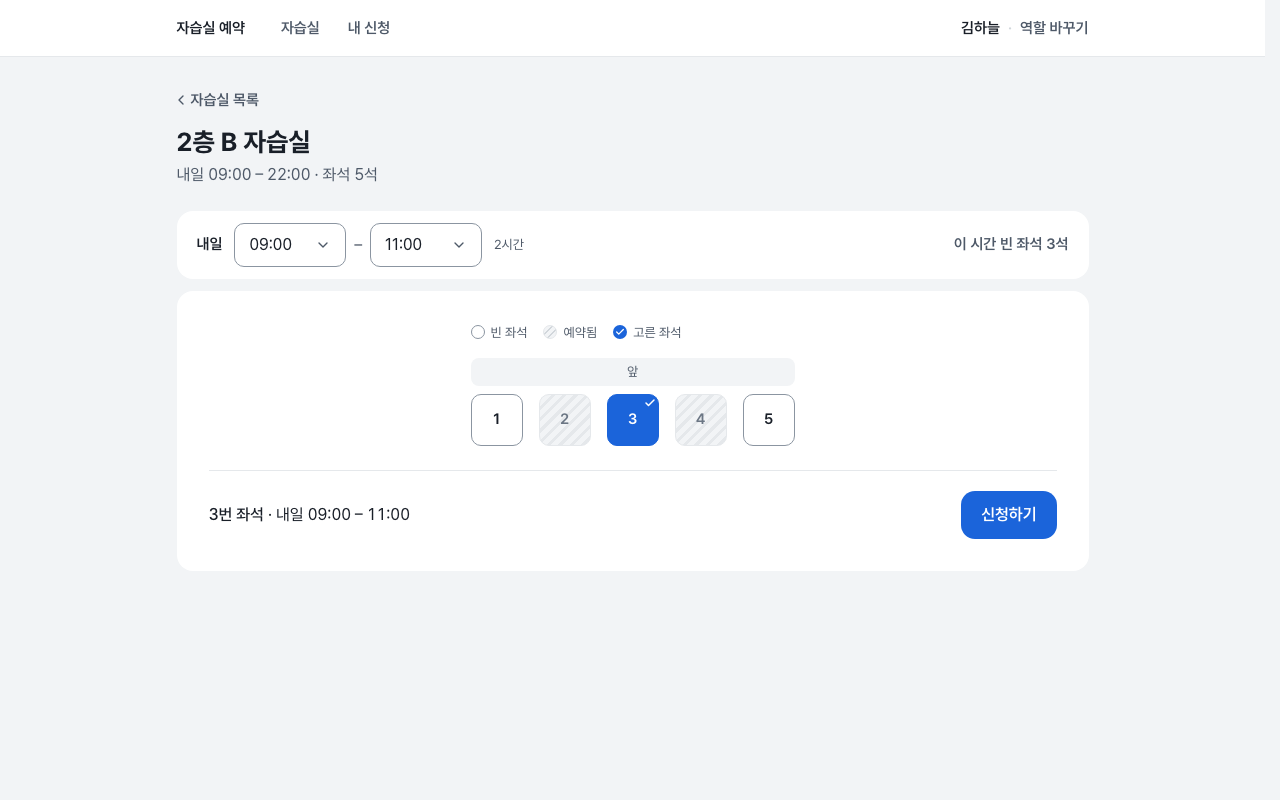 자습실 예약 자습실 내 신청 김하늘 · 역할 바꾸기
자습실 목록
2층 B 자습실
내일 09:00 – 22:00 · 좌석 5석
내일 09:00 – 11:00 2시간 이 시간 빈 좌석 3석
빈 좌석 예약됨 고른 좌석
앞
1 2 3 4 5
3번 좌석 · 내일 09:00 – 11:00 신청하기